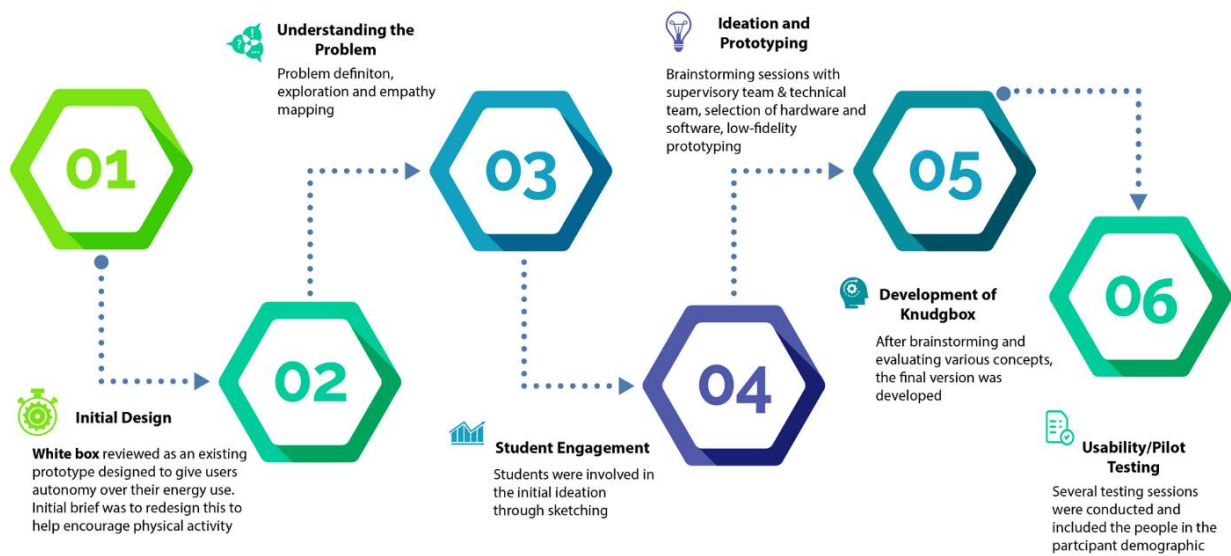 01
Initial Design
White box reviewed as an existing
prototype designed to give users
autonomy over their energy use.
Initial brief was to redesign this to
help encourage physical activity
02
Understanding the
Problem
Problem definiton,
exploration and empathy
mapping
03
Student Engagement
Students were involved in
the initial ideation
through sketching
04
Ideation and
Prototyping
Brainstorming sessions with
supervisory team & technical
team, selection of hardware and
software, low-fidelity
prototyping
05
Development of
Knudgbox
After brainstorming and
evaluating various concepts,
the final version was
developed
06
Usability/Pilot
Testing
Several testing sessions
were conducted and
included the people in the
partcipant demographic